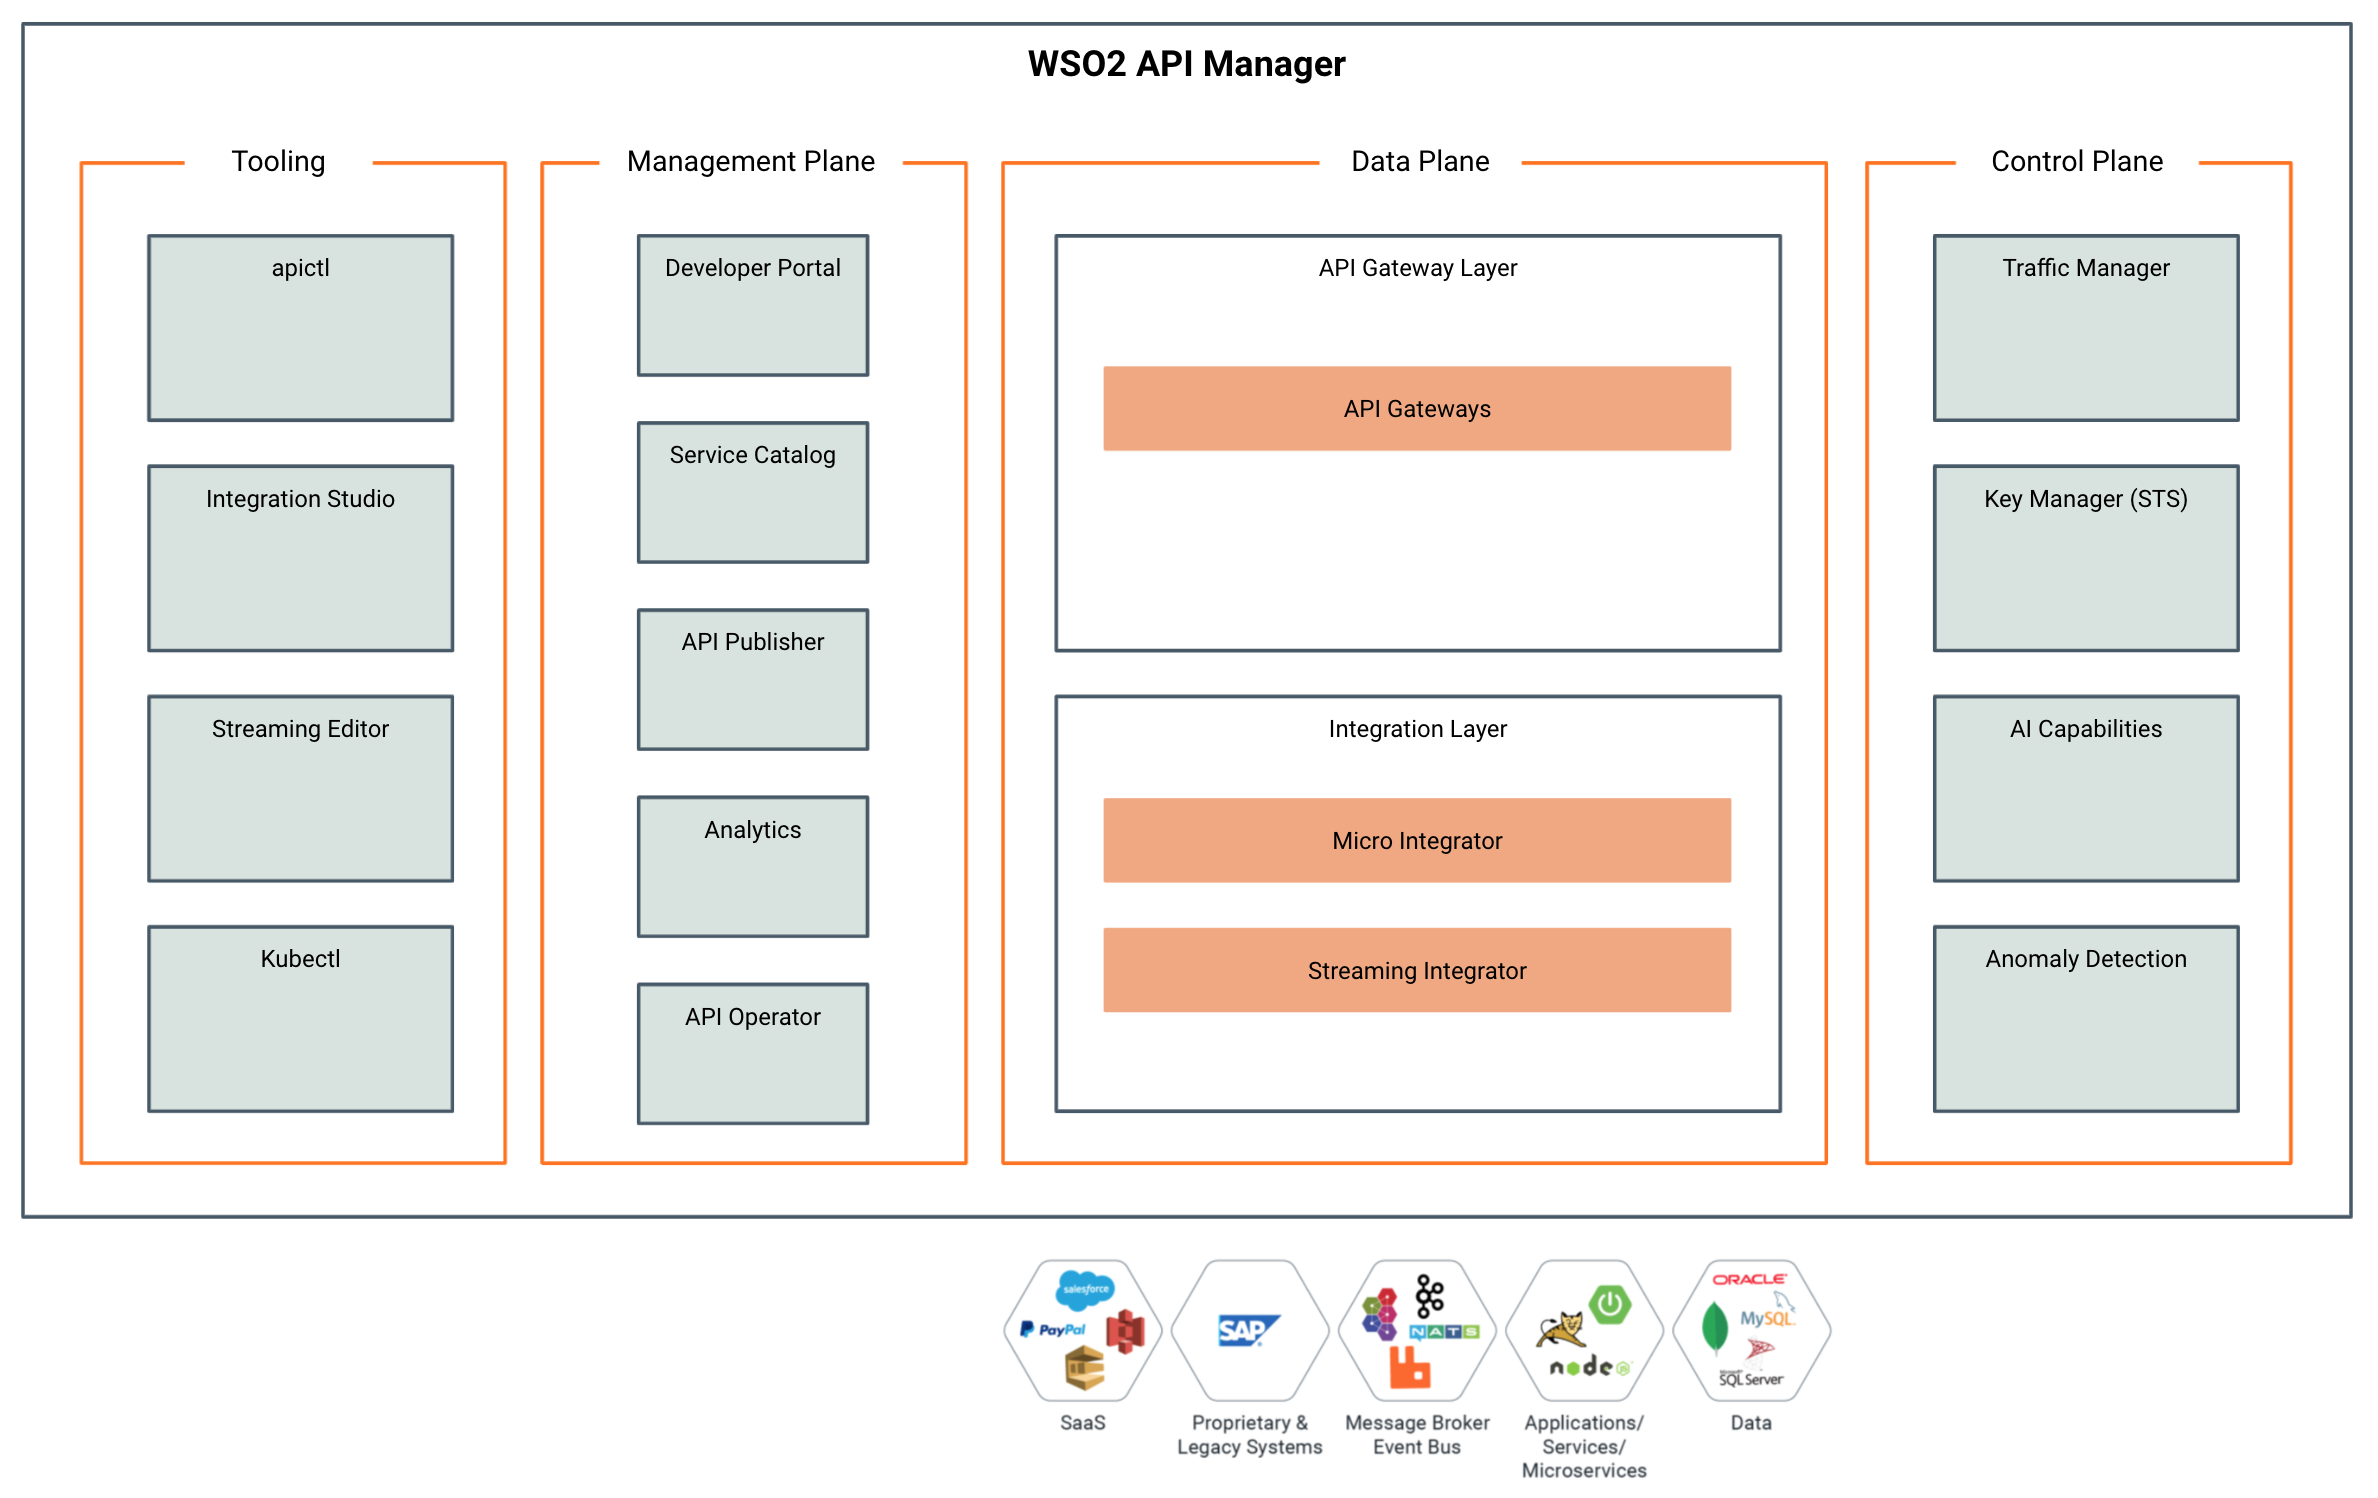 WSO2 API Manager
Tooling
apictl
Integration Studio
Streaming Editor
Kubectl
Management Plane
Developer Portal
Service Catalog
API Publisher
Analytics
API Operator
Data Plane
API Gateway Layer
API Gateways
Integration Layer
Micro Integrator
Streaming Integrator
Control Plane
Traffic Manager
Key Manager (STS)
AI Capabilities
Anomaly Detection
salesforce
PayPal
SaaS
SAP
Proprietary &
Legacy Systems
NATS
Message Broker
Event Bus
node
JS
Applications/
Services/
Microservices
ORACLE
MySQL
Microsoft
SQL Server
Data